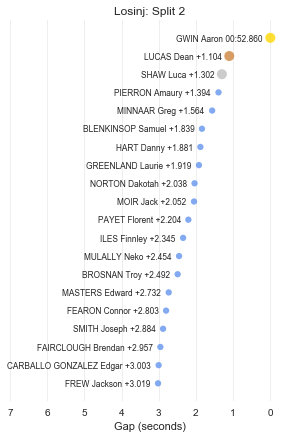 Losinj: Split 2
GWIN Aaron 00:52.860
LUCAS Dean +1.104
SHAW Luca +1.302
PIERRON Amaury +1.394
MINNAAR Greg +1.564
BLENKINSOP Samuel +1.839
HART Danny +1.881
GREENLAND Laurie +1.919
NORTON Dakotah +2.038
MOIR Jack +2.052
PAYET Florent +2.204
ILES Finnley +2.345
MULALLY Neko +2.454
BROSNAN Troy +2.492
MASTERS Edward +2.732
FEARON Connor +2.803
SMITH Joseph +2.884
FAIRCLOUGH Brendan +2.957
CARBALLO GONZALEZ Edgar +3.003
FREW Jackson +3.019
7 6 5 4 3 2 1 0
Gap (seconds)